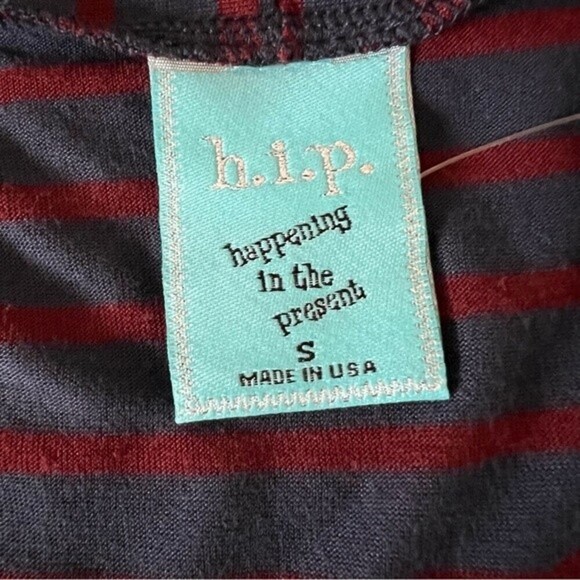 h.i.p.
happening
in the
present
S
MADE IN USA